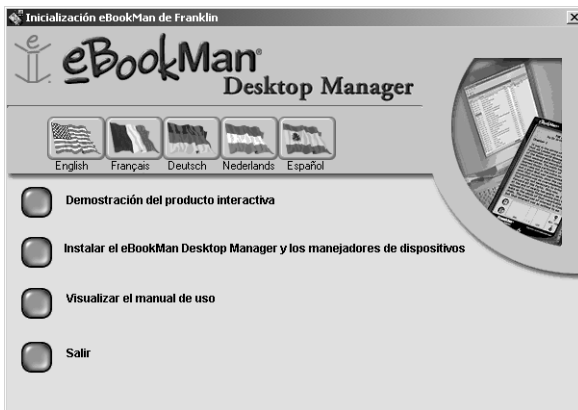 Inicialización eBookMan de Franklin
eBookMan®
Desktop Manager
English Français Deutsch Nederlands Español
Demostración del producto interactiva
Instalar el eBookMan Desktop Manager y los manejadores de dispositivos
Visualizar el manual de uso
Salir